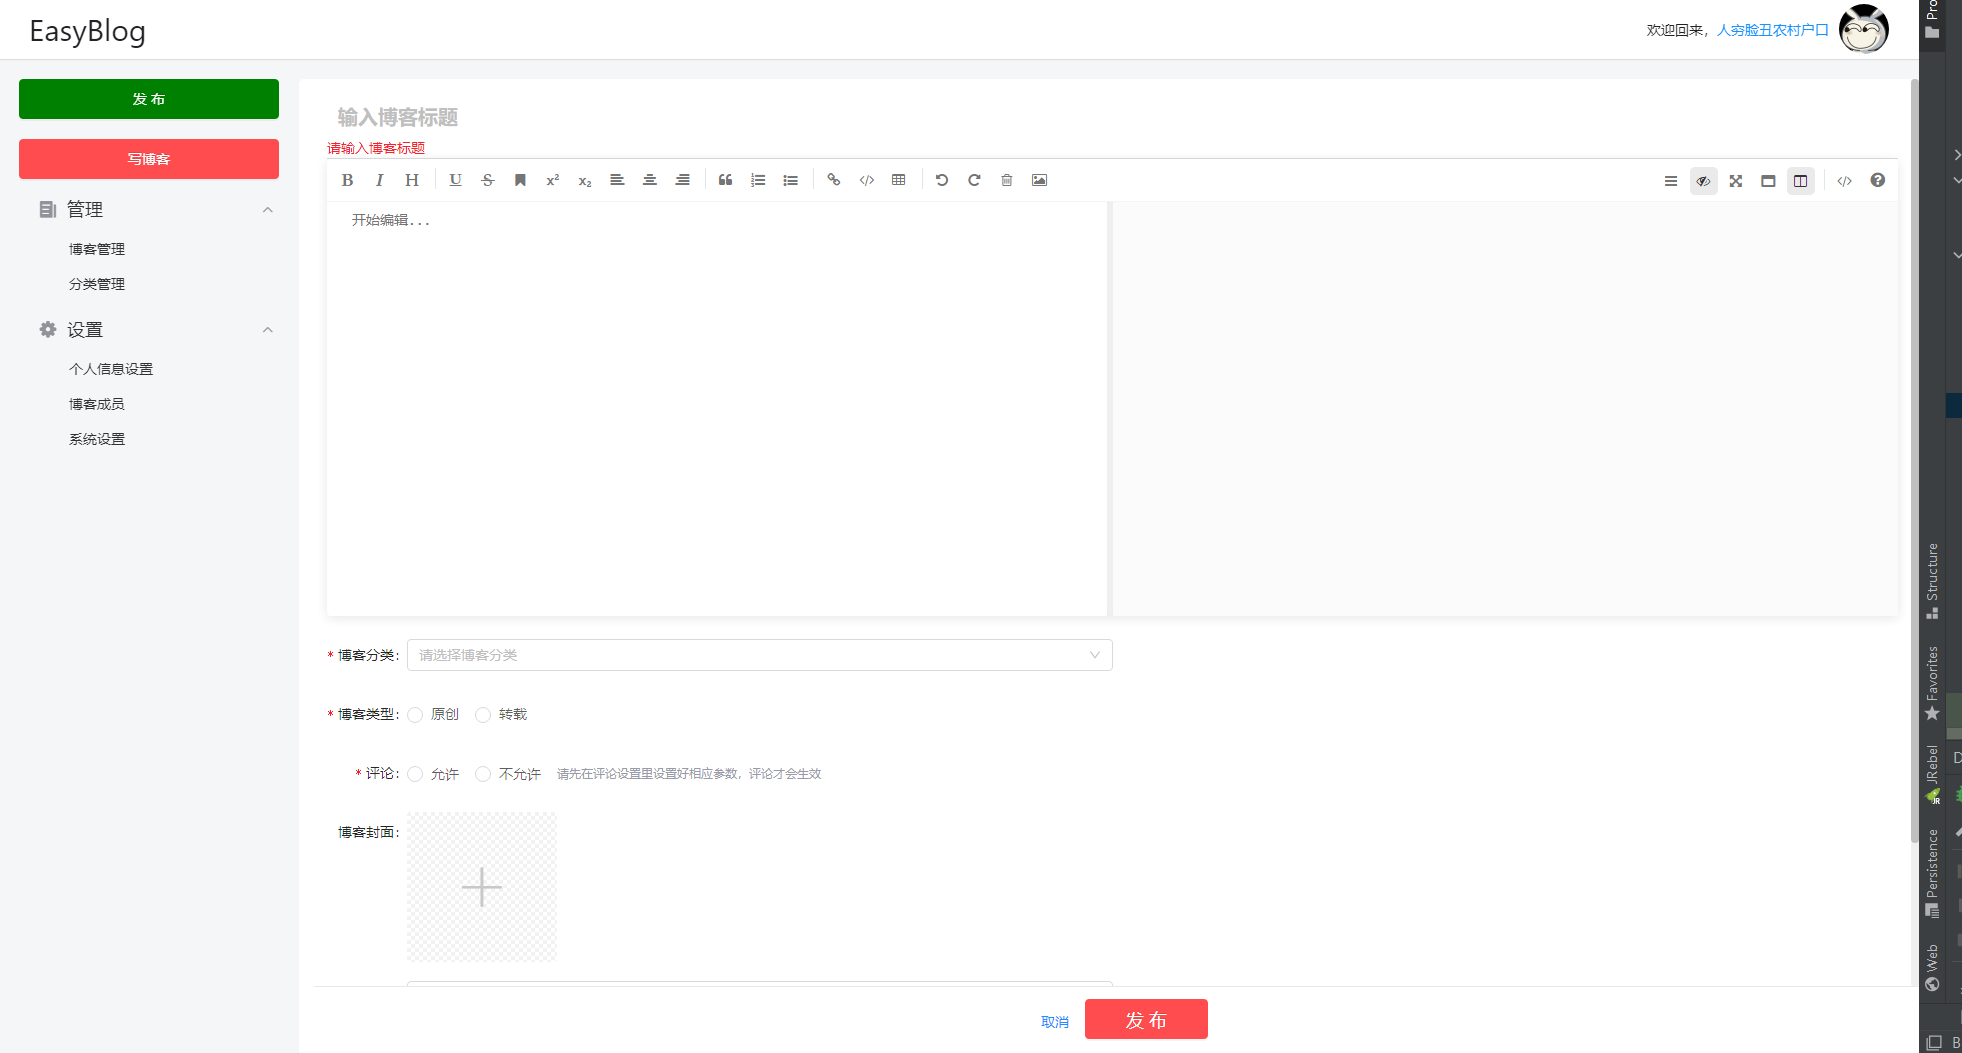 EasyBlog
欢迎回来，人穷脸丑农村户口
发 布
写博客
管理
博客管理
分类管理
设置
个人信息设置
博客成员
系统设置
输入博客标题
请输入博客标题
开始编辑...
* 博客分类: 请选择博客分类
* 博客类型: 原创 转载
* 评论: 允许 不允许 请先在评论设置里设置好相应参数，评论才会生效
博客封面:
取消 发 布
Pro
Structure
Favorites
JRebel
Persistence
Web